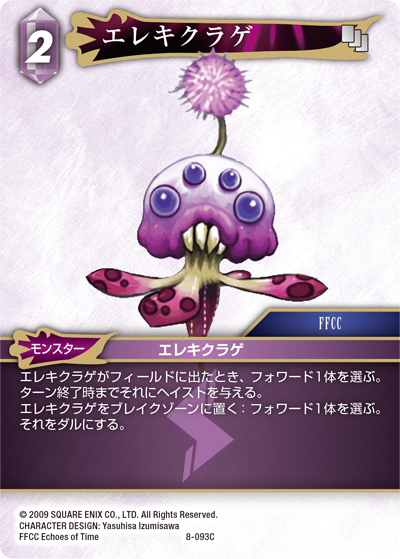 2
エレキクラゲ
FFCC
モンスター
エレキクラゲ
エレキクラゲがフィールドに出たとき、フォワード1体を選ぶ。
ターン終了時までそれにヘイストを与える。
エレキクラゲをブレイクゾーンに置く：フォワード1体を選ぶ。
それをダルにする。
© 2009 SQUARE ENIX CO., LTD. All Rights Reserved.
CHARACTER DESIGN: Yasuhisa Izumisawa
FFCC Echoes of Time 8-093C